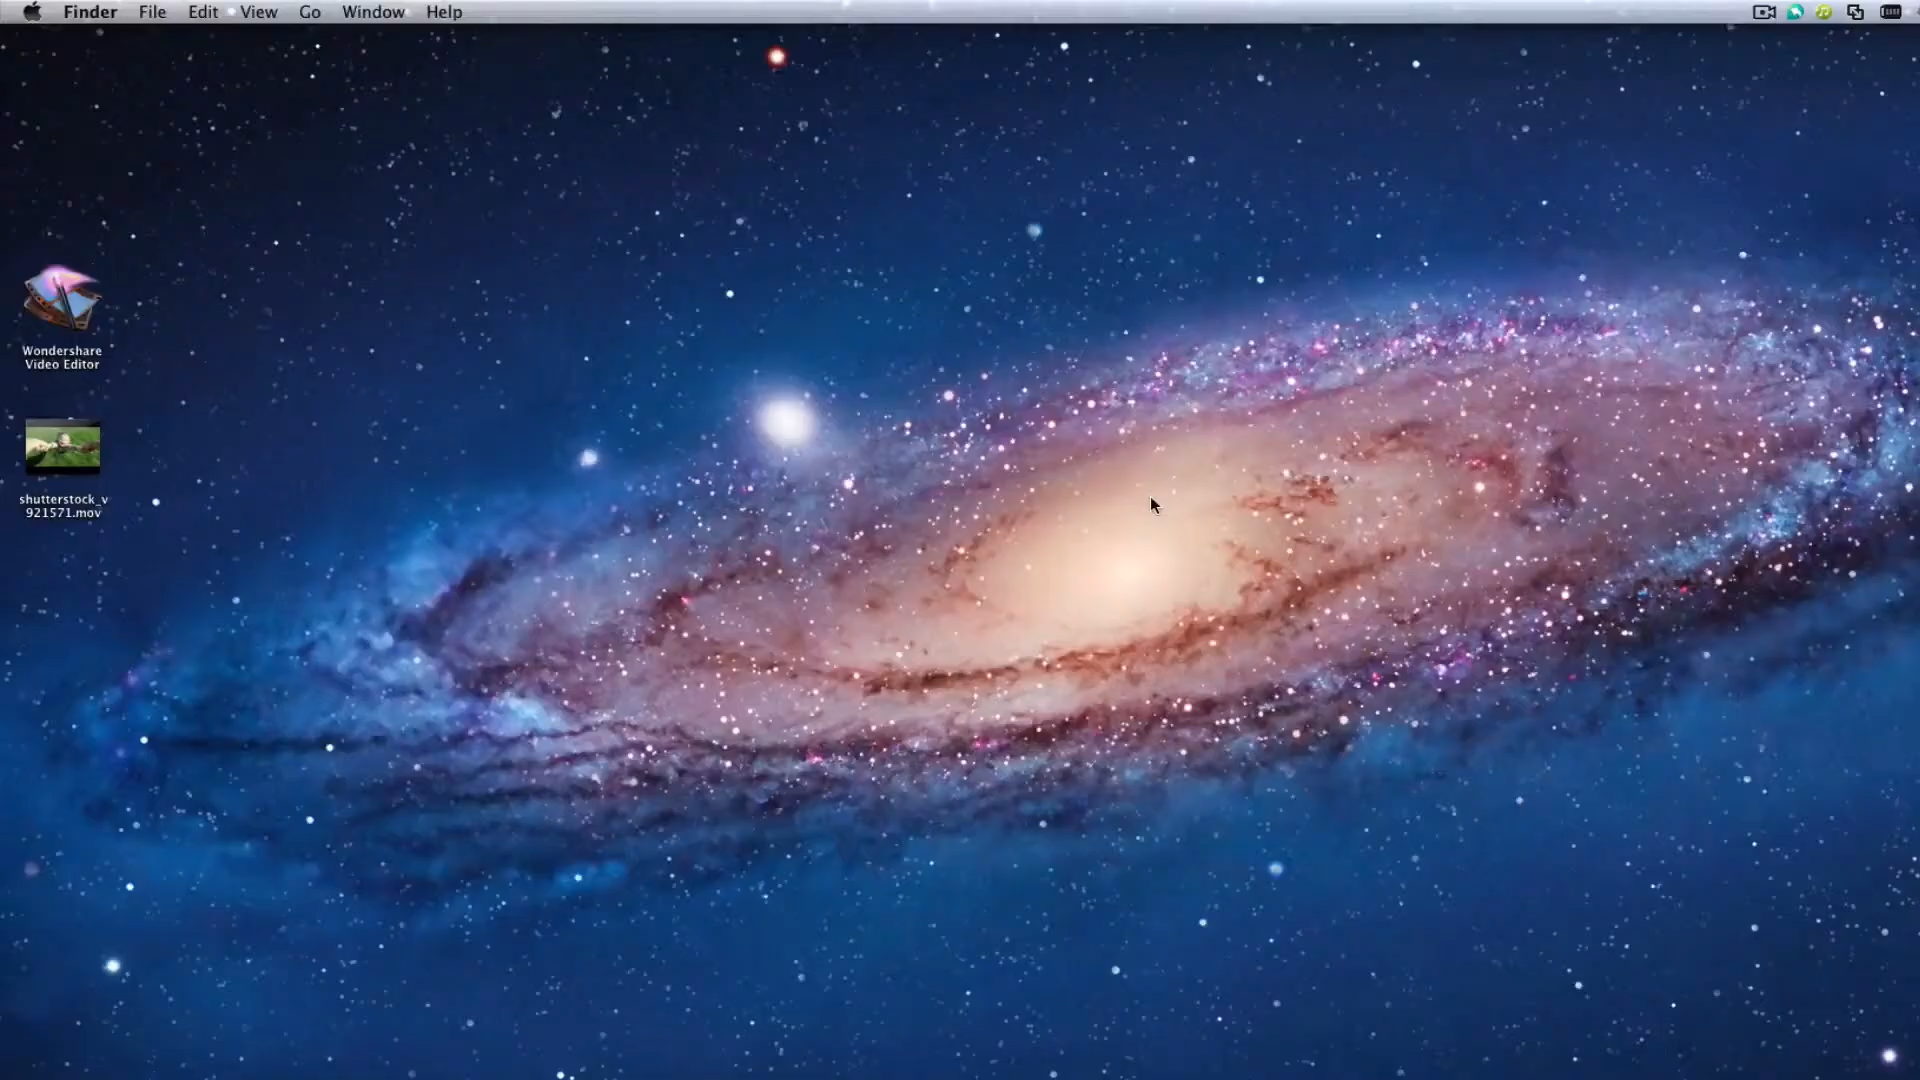 Finder File Edit View Go Window Help
Wondershare
Video Editor
shutterstock_v
921571.mov